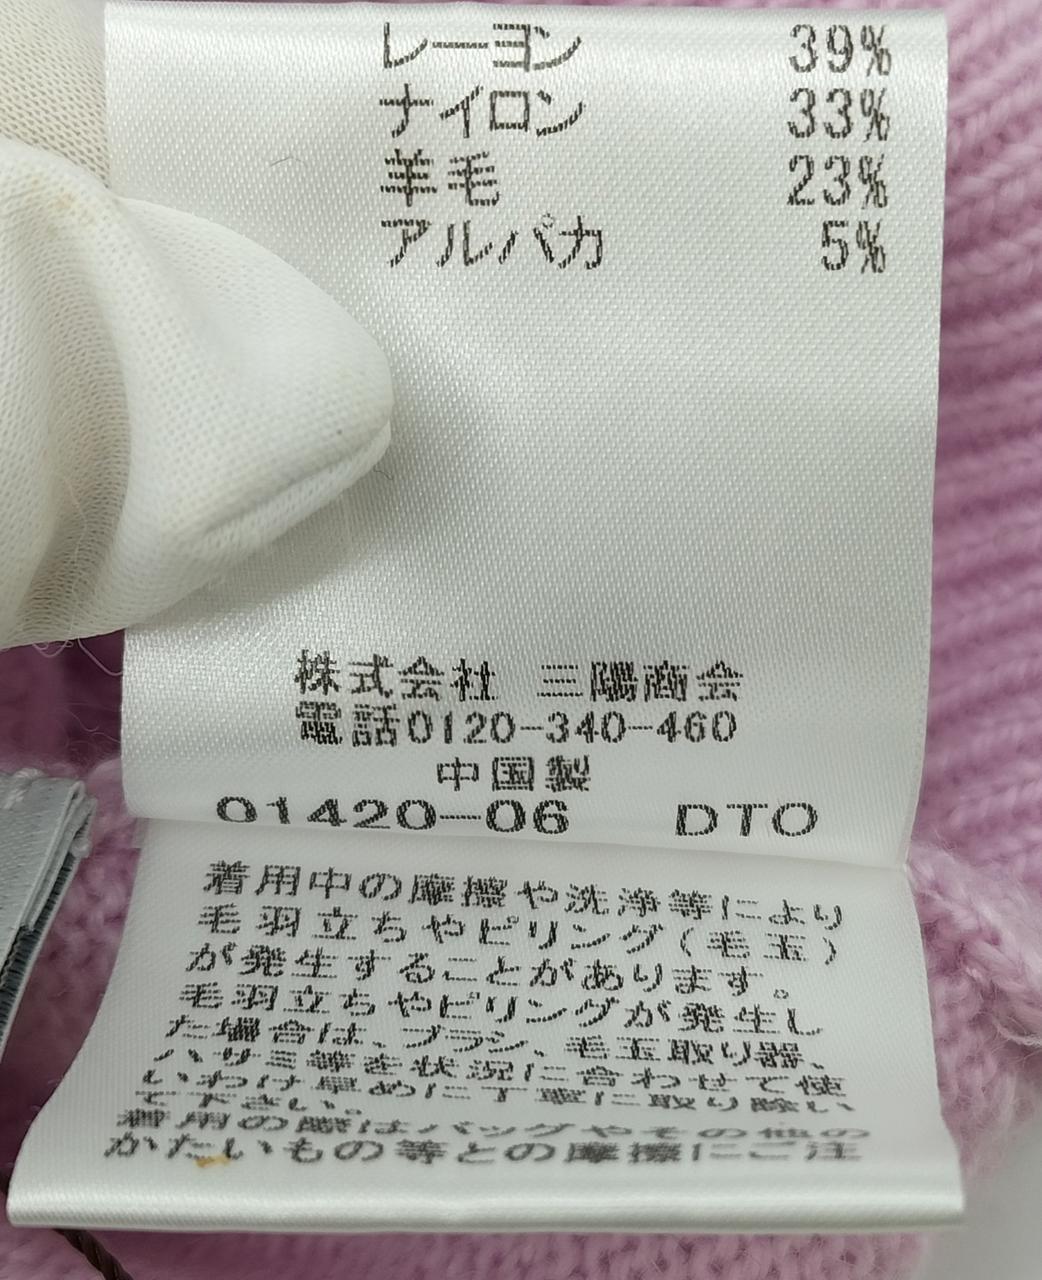 レーヨン 39%
ナイロン 33%
羊毛 23%
アルパカ 5%
株式会社 三陽商会
電話0120-340-460
中国製
01420-06 DTO
着用中の摩擦や洗浄等により
毛羽立ちやピリング(毛玉)
が発生することがあります。
毛羽立ちやピリングが発生し
た場合は、ブラシ、毛玉取り器、
ハサミ等を状況に合わせて使
いわけ早めに丁寧に取り除い
て下さい。
着用の際はバッグやその他の
かたいもの等との摩擦にご注